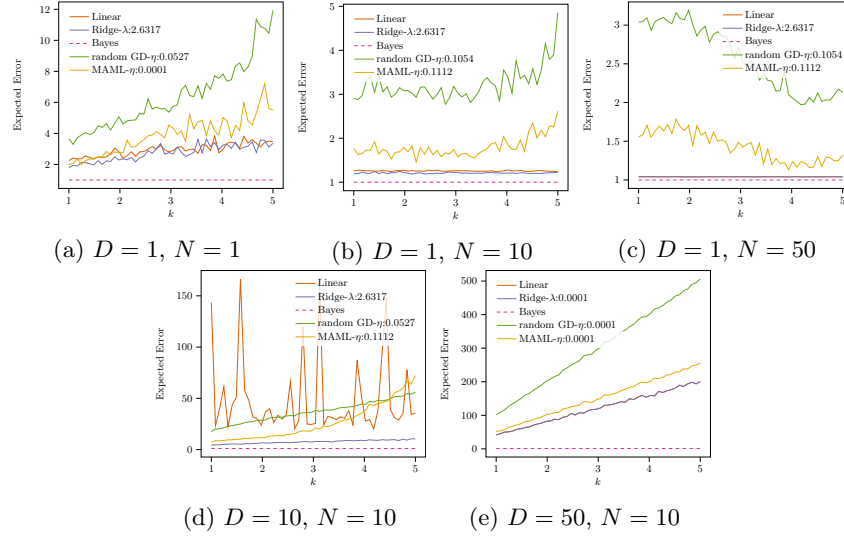 12
10
8
6
4
2
1
2
3
4
5
k
Expected Error
Linear
Ridge-λ:2.6317
Bayes
random GD-η:0.0527
MAML-η:0.0001
(a) D = 1, N = 1
5
4
3
2
1
1
2
3
4
5
k
Expected Error
Linear
Ridge-λ:2.6317
Bayes
random GD-η:0.1054
MAML-η:0.1112
(b) D = 1, N = 10
3
2.5
2
1.5
1
1
2
3
4
5
k
Expected Error
Linear
Ridge-λ:2.6317
Bayes
random GD-η:0.1054
MAML-η:0.1112
(c) D = 1, N = 50
150
100
50
0
1
2
3
4
5
k
Expected Error
Linear
Ridge-λ:2.6317
Bayes
random GD-η:0.0527
MAML-η:0.1112
(d) D = 10, N = 10
500
400
300
200
100
0
1
2
3
4
5
k
Expected Error
Linear
Ridge-λ:0.0001
Bayes
random GD-η:0.0001
MAML-η:0.0001
(e) D = 50, N = 10